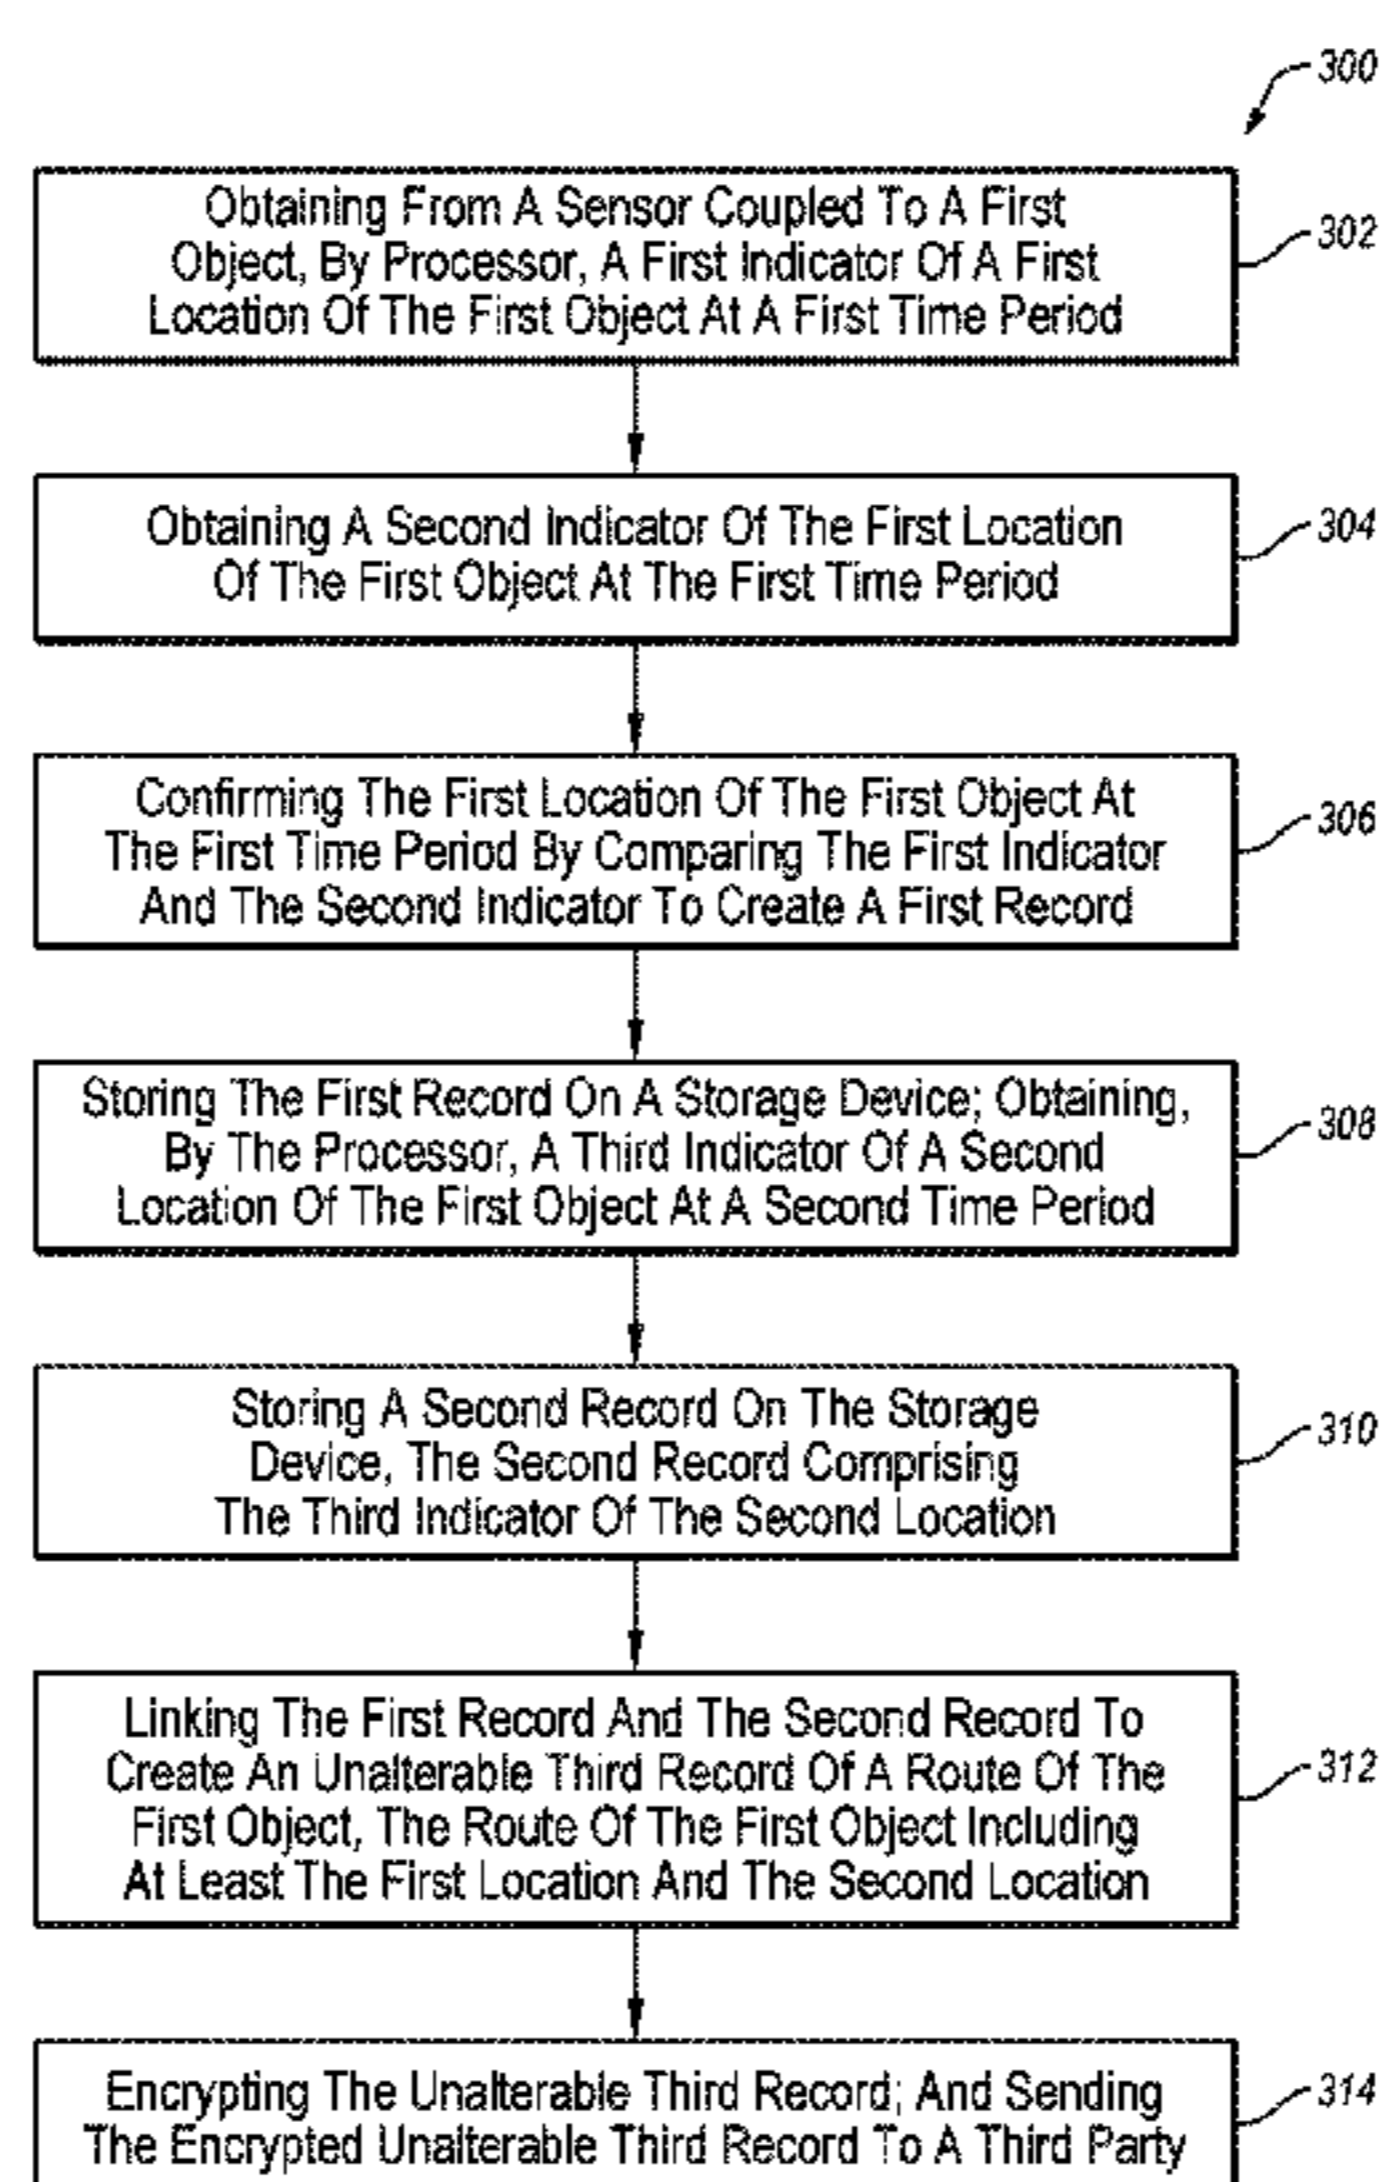 300
Obtaining From A Sensor Coupled To A First
Object, By Processor, A First Indicator Of A First
Location Of The First Object At A First Time Period
302
Obtaining A Second Indicator Of The First Location
Of The First Object At The First Time Period
304
Confirming The First Location Of The First Object At
The First Time Period By Comparing The First Indicator
And The Second Indicator To Create A First Record
306
Storing The First Record On A Storage Device; Obtaining,
By The Processor, A Third Indicator Of A Second
Location Of The First Object At A Second Time Period
308
Storing A Second Record On The Storage
Device, The Second Record Comprising
The Third Indicator Of The Second Location
310
Linking The First Record And The Second Record To
Create An Unalterable Third Record Of A Route Of The
First Object, The Route Of The First Object Including
At Least The First Location And The Second Location
312
Encrypting The Unalterable Third Record; And Sending
The Encrypted Unalterable Third Record To A Third Party
314